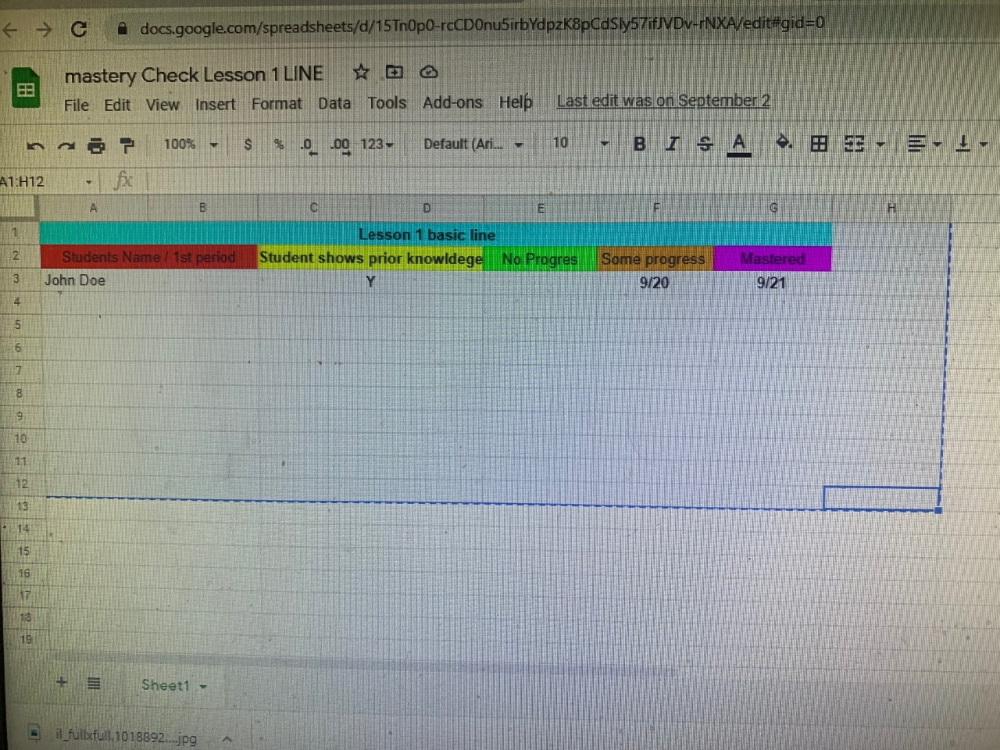 docs.google.com/spreadsheets/d/15Tn0p0-rcCD0nu5irbYdpzK8pCdSly57ifJVDv-rNXA/edit#gid=0
mastery Check Lesson 1 LINE
File Edit View Insert Format Data Tools Add-ons Help Last edit was on September 2
100% $ % .0 .00 123 Default (Ari... 10 B I S A
A1:H12 fx
A B C D E F G H
1 Lesson 1 basic line
2 Students Name / 1st period Student shows prior knowldege No Progres Some progress Mastered
3 John Doe Y 9/20 9/21
4
5
6
7
8
9
10
11
12
13
14
15
16
17
18
19
+ Sheet1
il_fullxfull.1018892....jpg